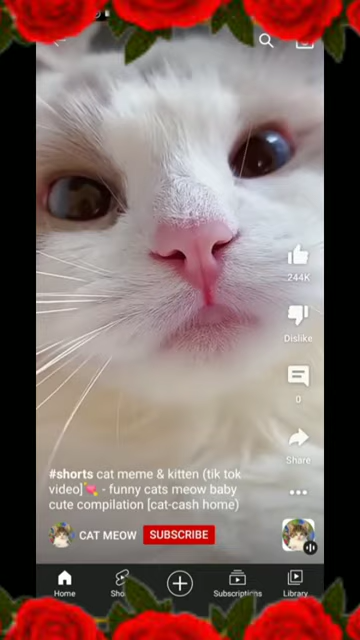 244K
Dislike
0
Share
#shorts cat meme & kitten (tik tok
video]💘 - funny cats meow baby
cute compilation [cat-cash home)
CAT MEOW SUBSCRIBE
Home Sho Subscriptions Library